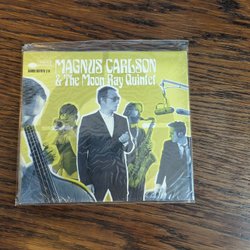 MAGNUS CARLSON
& The Moon Ray Quintet